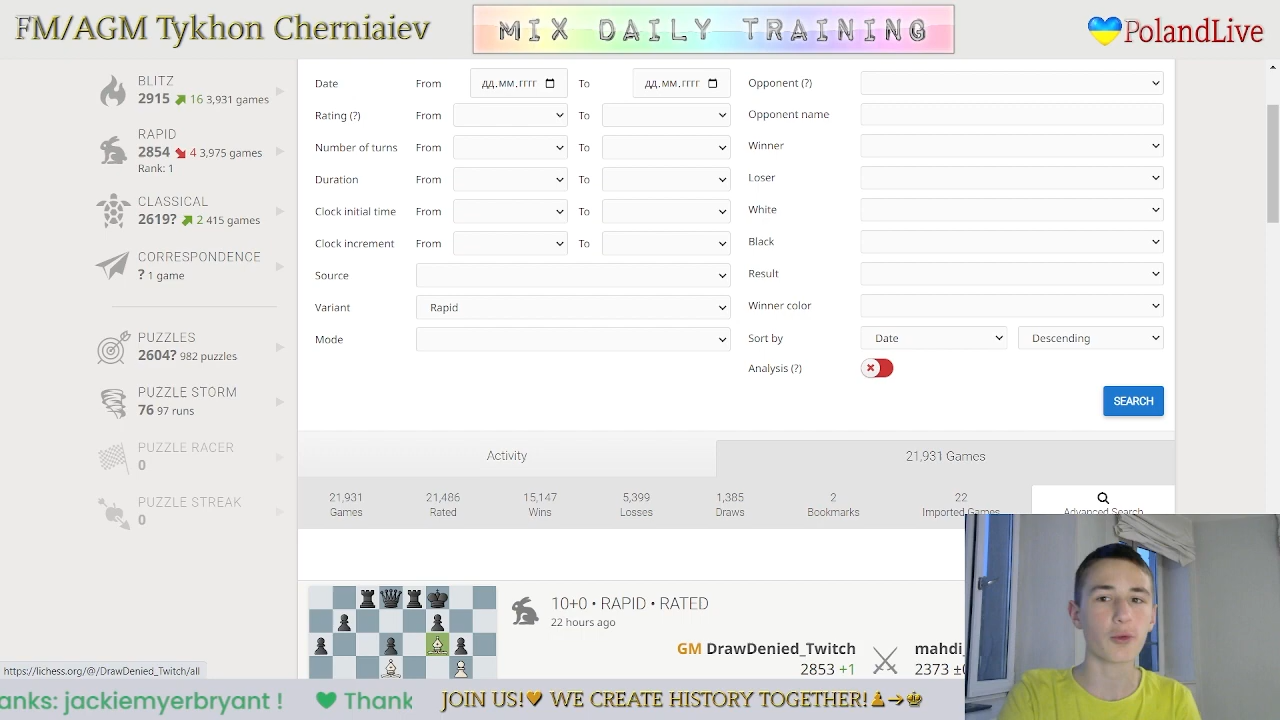 FM/AGM Tykhon Cherniaiev
MIX DAILY TRAINING
PolandLive
BLITZ
2915 16 3,931 games
RAPID
2854 4 3,975 games
Rank: 1
CLASSICAL
2619? 2 415 games
CORRESPONDENCE
? 1 game
PUZZLES
2604? 982 puzzles
PUZZLE STORM
76 97 runs
PUZZLE RACER
0
PUZZLE STREAK
0
Date From дд.мм.гггг To дд.мм.гггг
Rating (?) From To
Number of turns From To
Duration From To
Clock initial time From To
Clock increment From To
Source
Variant Rapid
Mode
Opponent (?)
Opponent name
Winner
Loser
White
Black
Result
Winner color
Sort by Date Descending
Analysis (?)
SEARCH
Activity 21,931 Games
21,931 21,486 15,147 5,399 1,385 2 22
Games Rated Wins Losses Draws Bookmarks Imported Games Advanced Search
10+0 • RAPID • RATED
22 hours ago
GM DrawDenied_Twitch mahdi_
2853 +1 2373 ±
https://lichess.org/@/DrawDenied_Twitch/all
anks: jackiemyerbryant ! Thank
JOIN US! WE CREATE HISTORY TOGETHER!